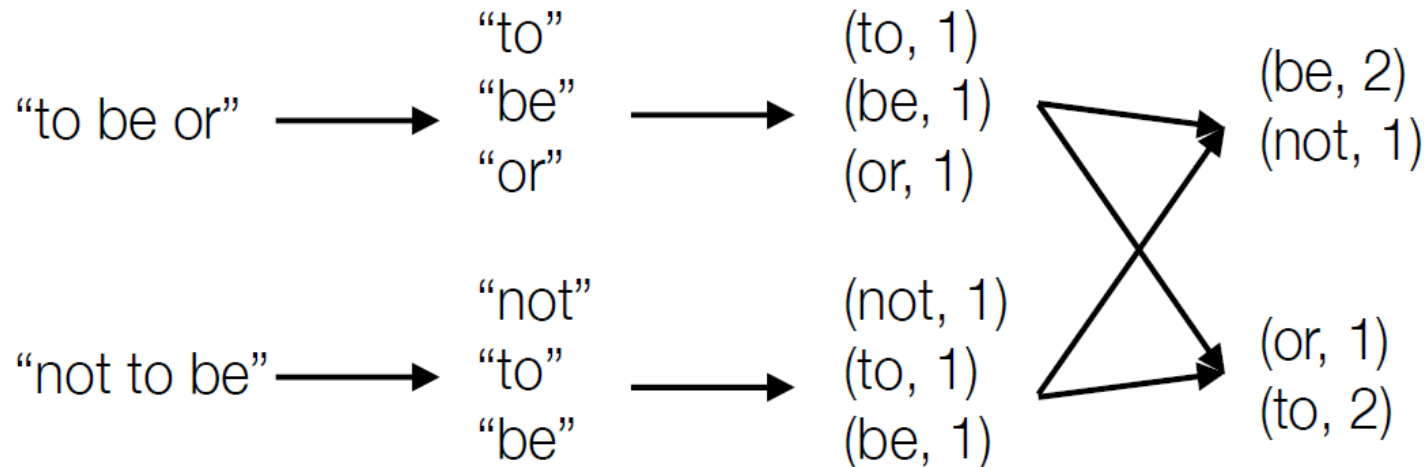 “to be or”
“to”
“be”
“or”
(to, 1)
(be, 1)
(or, 1)
(be, 2)
(not, 1)
“not to be”
“not”
“to”
“be”
(not, 1)
(to, 1)
(be, 1)
(or, 1)
(to, 2)